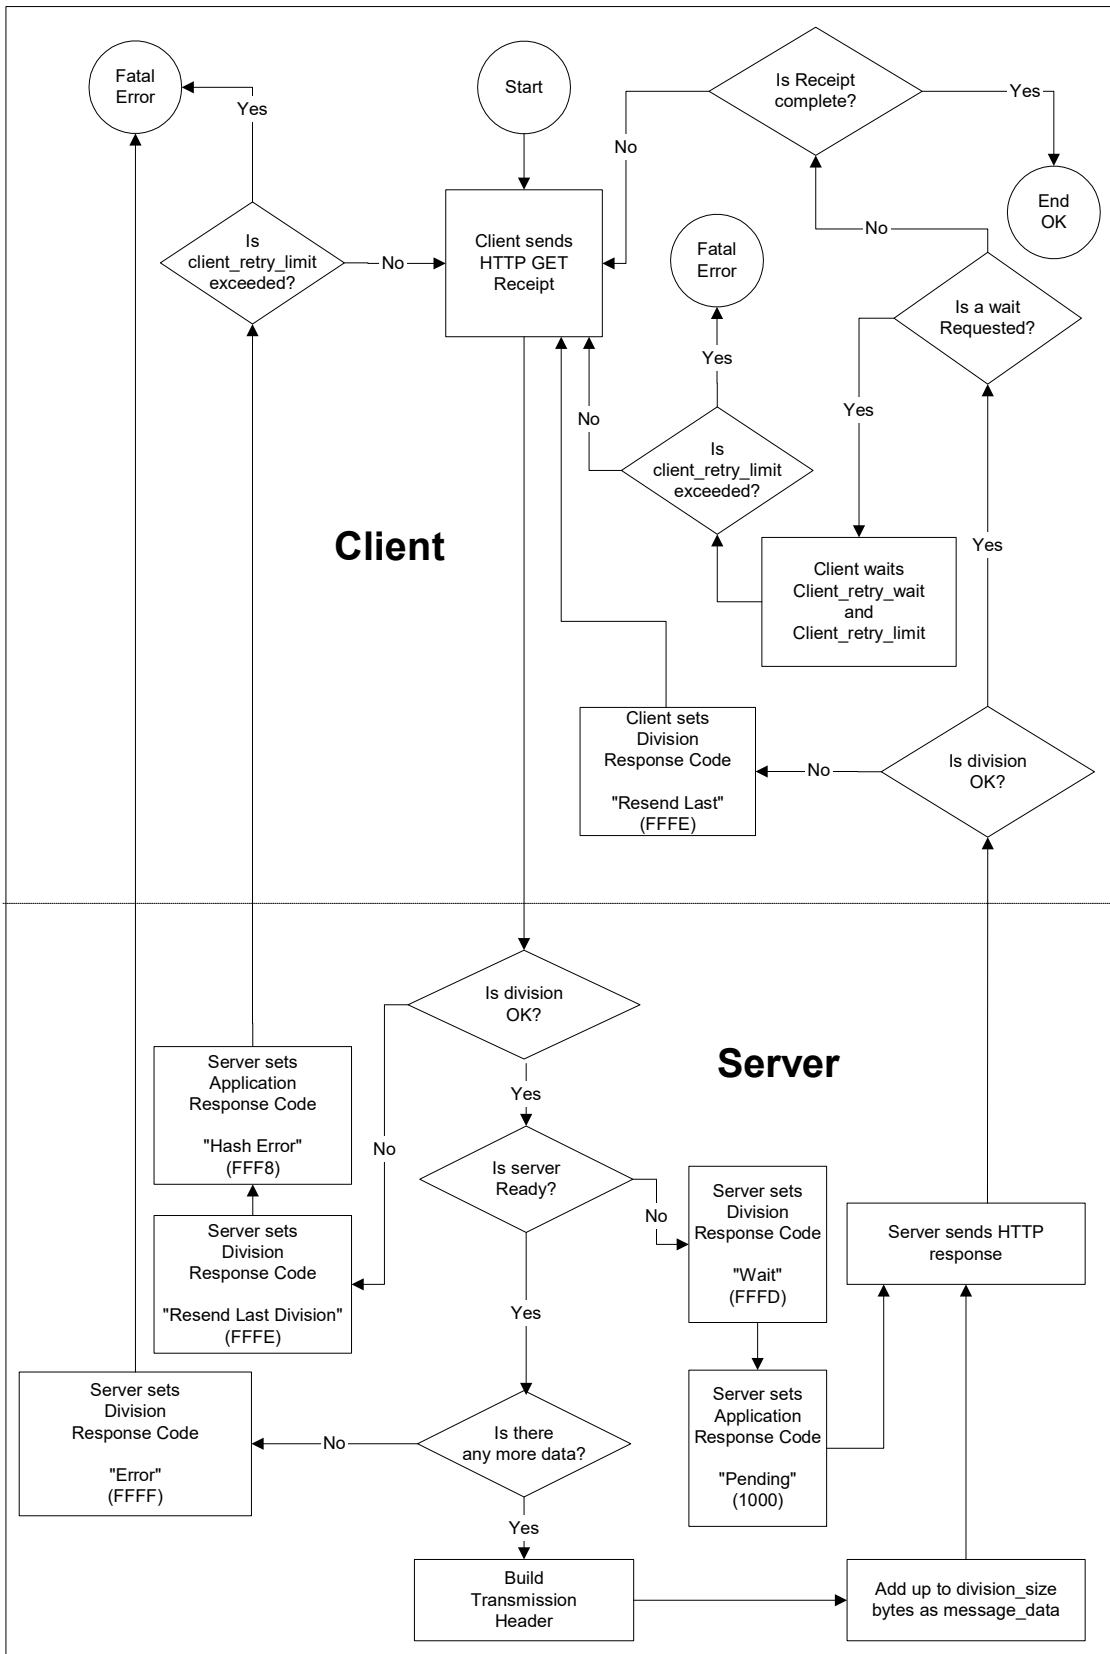 Fatal
Error
Yes
Start
Is Receipt
complete?
Yes
No
End
OK
Is
client_retry_limit
exceeded?
No
Client sends
HTTP GET
Receipt
Fatal
Error
No
Is a wait
Requested?
Yes
Yes
No
Is
client_retry_limit
exceeded?
Client
Client waits
Client_retry_wait
and
Client_retry_limit
Yes
Client sets
Division
Response Code
"Resend Last"
(FFFE)
No
Is division
OK?
Is division
OK?
Server
Server sets
Application
Response Code
"Hash Error"
(FFF8)
No
Yes
Is server
Ready?
No
Server sets
Division
Response Code
"Wait"
(FFFD)
Server sends HTTP
response
Server sets
Division
Response Code
"Resend Last Division"
(FFFE)
Yes
Server sets
Division
Response Code
"Error"
(FFFF)
No
Is there
any more data?
Server sets
Application
Response Code
"Pending"
(1000)
Yes
Build
Transmission
Header
Add up to division_size
bytes as message_data